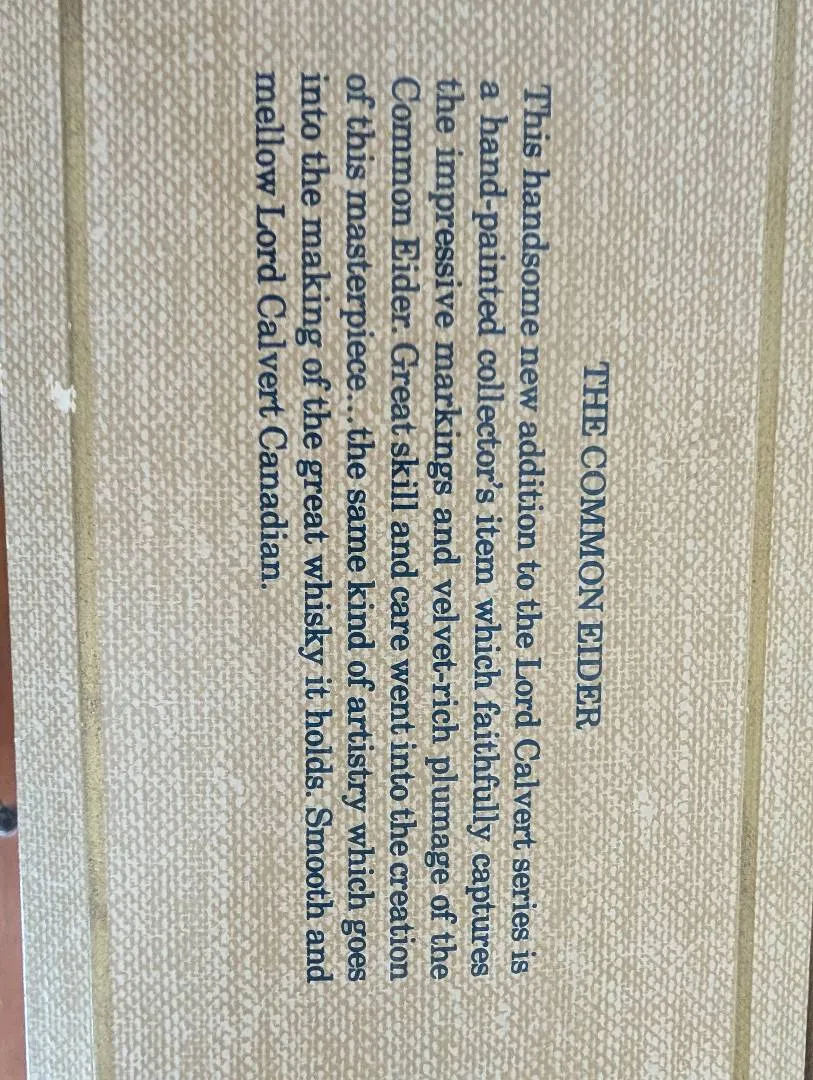 THE COMMON EIDER
This handsome new addition to the Lord Calvert series is
a hand-painted collector's item which faithfully captures
the impressive markings and velvet-rich plumage of the
Common Eider. Great skill and care went into the creation
of this masterpiece...the same kind of artistry which goes
into the making of the great whisky it holds. Smooth and
mellow Lord Calvert Canadian.